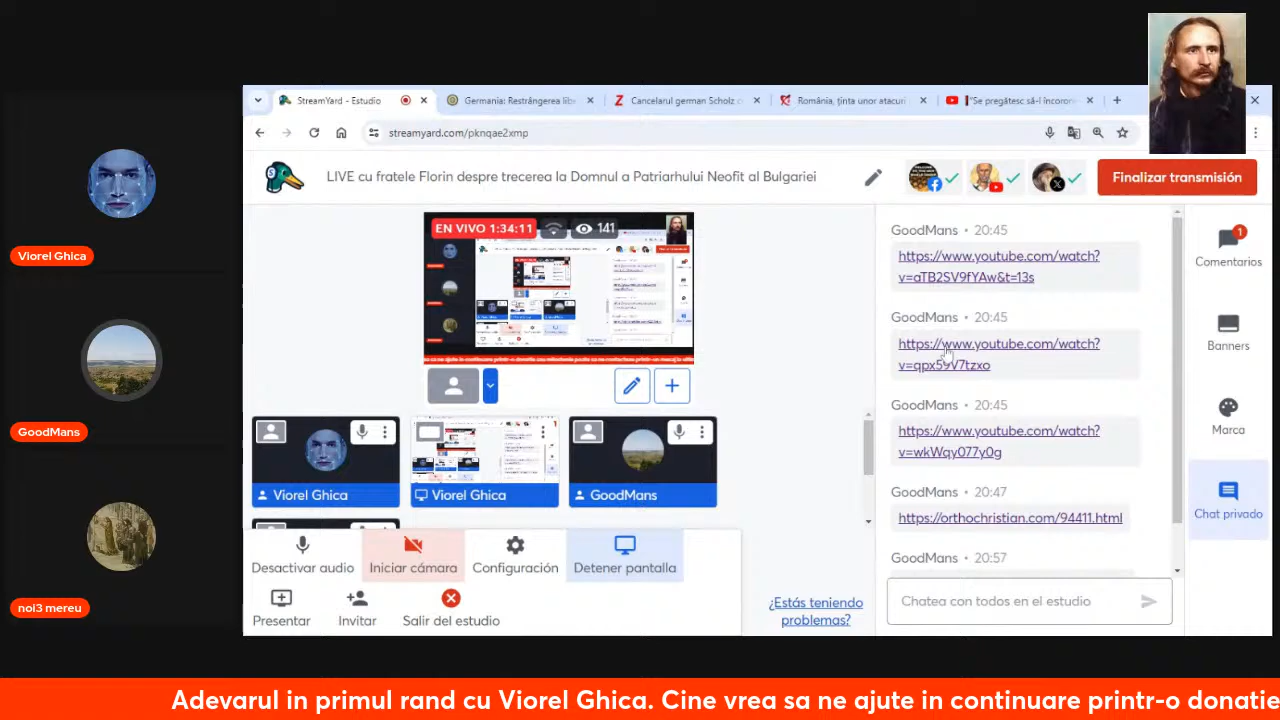 StreamYard - Estudio
Germania: Restrângerea libe
Cancelarul german Scholz c
România, ținta unor atacuri
"Se pregătesc să-l încoron
streamyard.com/pknqae2xmp
LIVE cu fratele Florin despre trecerea la Domnul a Patriarhului Neofit al Bulgariei
Finalizar transmisión
EN VIVO 1:34:11
141
Viorel Ghica
GoodMans
noi3 mereu
Viorel Ghica
Viorel Ghica
GoodMans
Desactivar audio
Iniciar cámara
Configuración
Detener pantalla
Presentar
Invitar
Salir del estudio
¿Estás teniendo
problemas?
GoodMans • 20:45
https://www.youtube.com/watch?
v=aTB2SV9fYAw&t=13s
GoodMans • 20:45
https://www.youtube.com/watch?
v=qpx59V7tzxo
GoodMans • 20:45
https://www.youtube.com/watch?
v=wkWqy077y0g
GoodMans • 20:47
https://orthochristian.com/94411.html
GoodMans • 20:57
Chatea con todos en el estudio
1
Comentarios
Banners
Marca
Chat privado
Adevarul in primul rand cu Viorel Ghica. Cine vrea sa ne ajute in continuare printr-o donatie